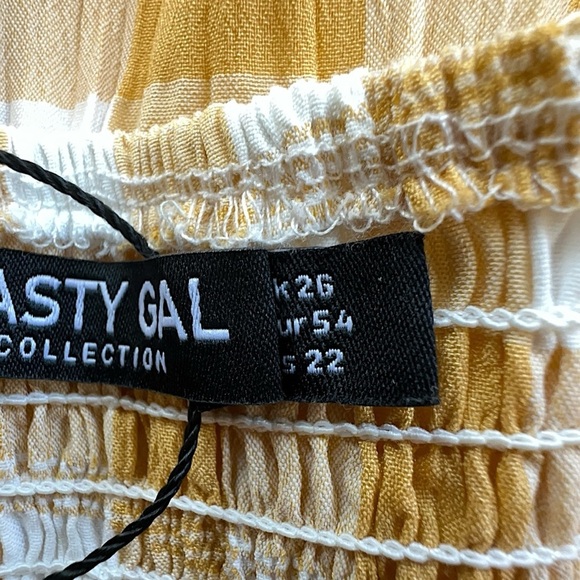 ASTY GAL
COLLECTION
k 26
ur 54
s 22